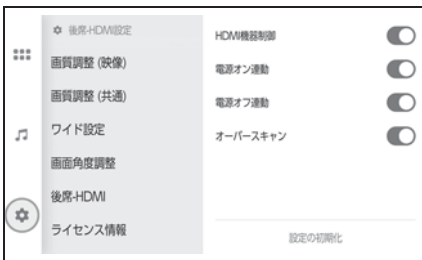 後席-HDMI設定
画質調整 (映像)
画質調整 (共通)
ワイド設定
画面角度調整
後席-HDMI
ライセンス情報
HDMI機器制御
電源オン連動
電源オフ連動
オーバースキャン
設定の初期化